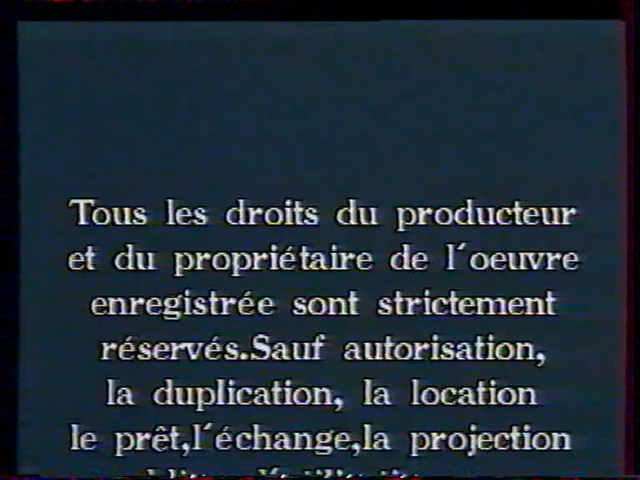 Tous les droits du producteur
et du propriétaire de l´oeuvre
enregistrée sont strictement
réservés.Sauf autorisation,
la duplication, la location
le prêt,l´échange,la projection